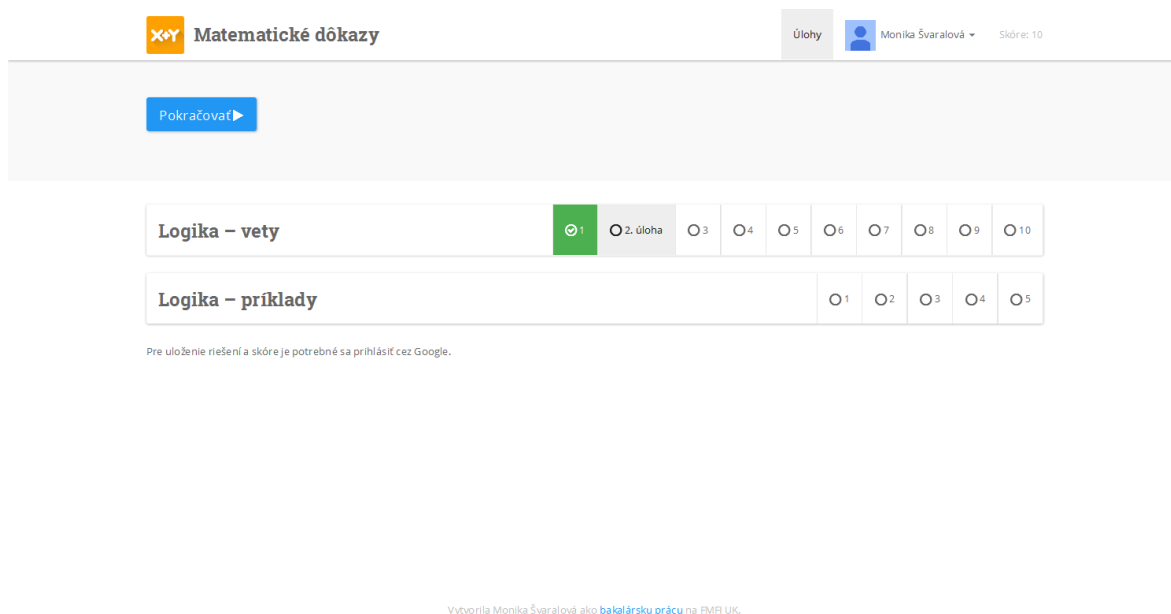 X+Y Matematické dôkazy Úlohy Monika Švaralová Skóre: 10
Pokračovať
Logika – vety 1 2. úloha 3 4 5 6 7 8 9 10
Logika – príklady 1 2 3 4 5
Pre uloženie riešení a skóre je potrebné sa prihlásiť cez Google.
Vytvorila Monika Švaralová ako bakalársku prácu na FMFI UK.